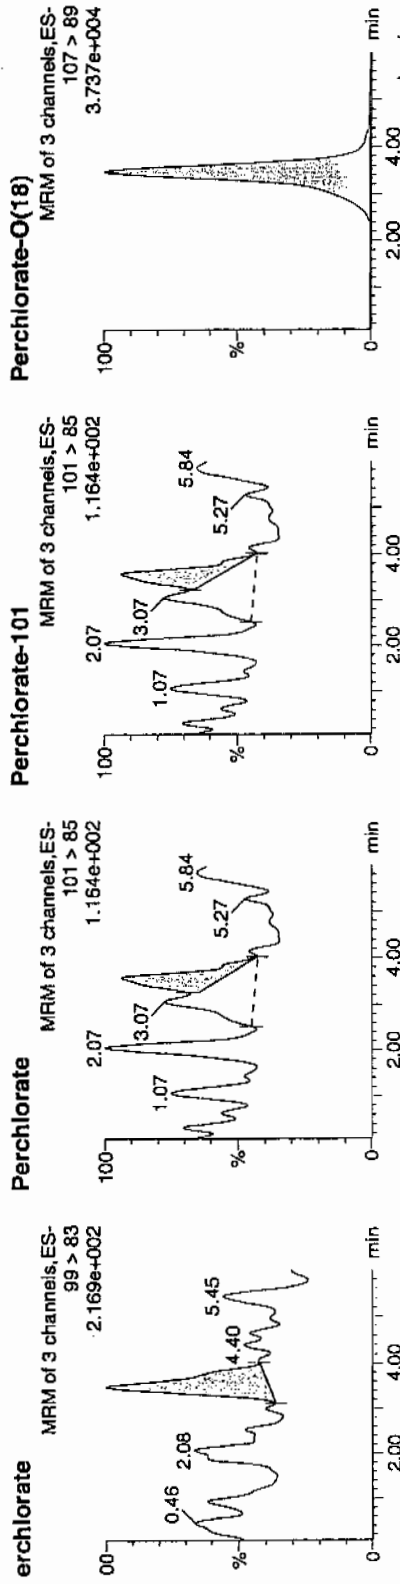 erchlorate
MRM of 3 channels,ES-
99 > 83
2.169e+002
00
%
0
0.46
2.08
4.40
5.45
2.00
4.00
min
Perchlorate
MRM of 3 channels,ES-
101 > 85
1.164e+002
100
%
0
1.07
2.07
3.07
5.27
5.84
2.00
4.00
min
Perchlorate-101
MRM of 3 channels,ES-
101 > 85
1.164e+002
100
%
0
1.07
2.07
3.07
5.27
5.84
2.00
4.00
min
Perchlorate-O(18)
MRM of 3 channels,ES-
107 > 89
3.737e+004
100
%
0
2.00
4.00
min